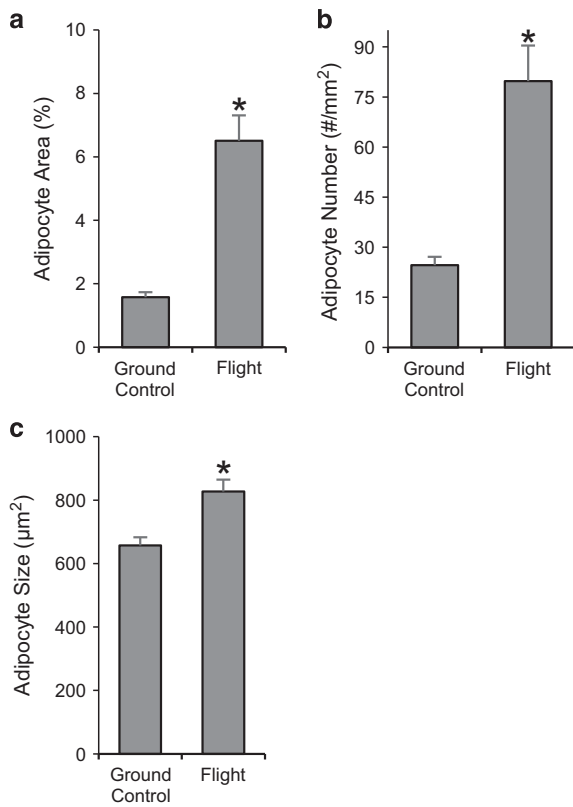 a
10
8
6
4
2
0
Adipocyte Area (%)
*
Ground
Control
Flight
b
90
75
60
45
30
15
0
Adipocyte Number (#/mm²)
*
Ground
Control
Flight
c
1000
800
600
400
200
0
Adipocyte Size (µm²)
*
Ground
Control
Flight